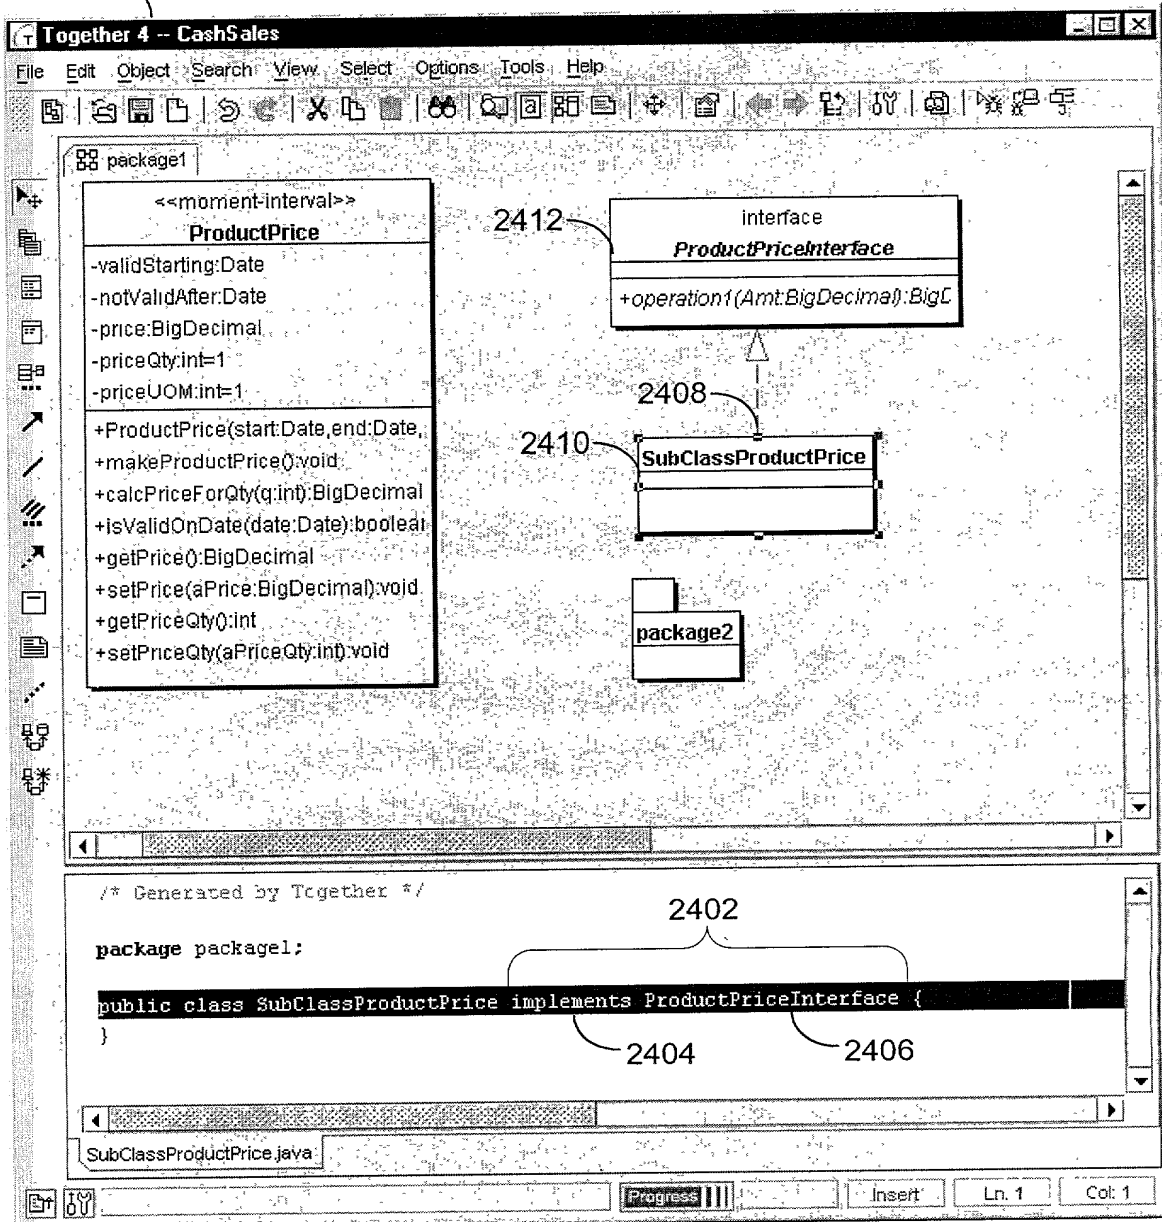 Together 4 -- CashSales
File Edit Object Search View Select Options Tools Help
package1
<<moment-interval>>
ProductPrice
-validStarting:Date
-notValidAfter:Date
-price:BigDecimal
-priceQty:int=1
-priceUOM:int=1
+ProductPrice(start:Date,end:Date,
+makeProductPrice():void
+calcPriceForQty(q:int):BigDecimal
+isValidOnDate(date:Date):boolear
+getPrice():BigDecimal
+setPrice(aPrice:BigDecimal):void
+getPriceQty():int
+setPriceQty(aPriceQty:int):void
2412
interface
ProductPriceInterface
+operation1(Amt:BigDecimal):BigD
2408
2410
SubClassProductPrice
package2
/* Generated by Together */
2402
package package1;
public class SubClassProductPrice implements ProductPriceInterface {
}
2404
2406
SubClassProductPrice.java
Progress
Insert
Ln. 1
Col: 1